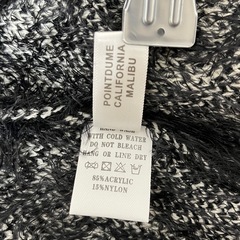 POINTDUME
CALIFORNIA
MALIBU
WITH COLD WATER
DO NOT BLEACH
HANG OR LINE DRY
85% ACRYLIC
15% NYLON